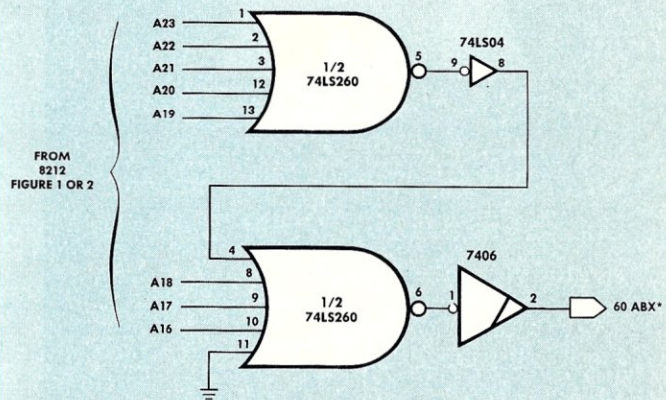 A23 1
A22 2
A21 3
A20 12
A19 13
1/2
74LS260
5
74LS04
9 8
FROM
8212
FIGURE 1 OR 2
4
A18 8
A17 9
A16 10
11
1/2
74LS260
6
7406
1 2
60 ABX*